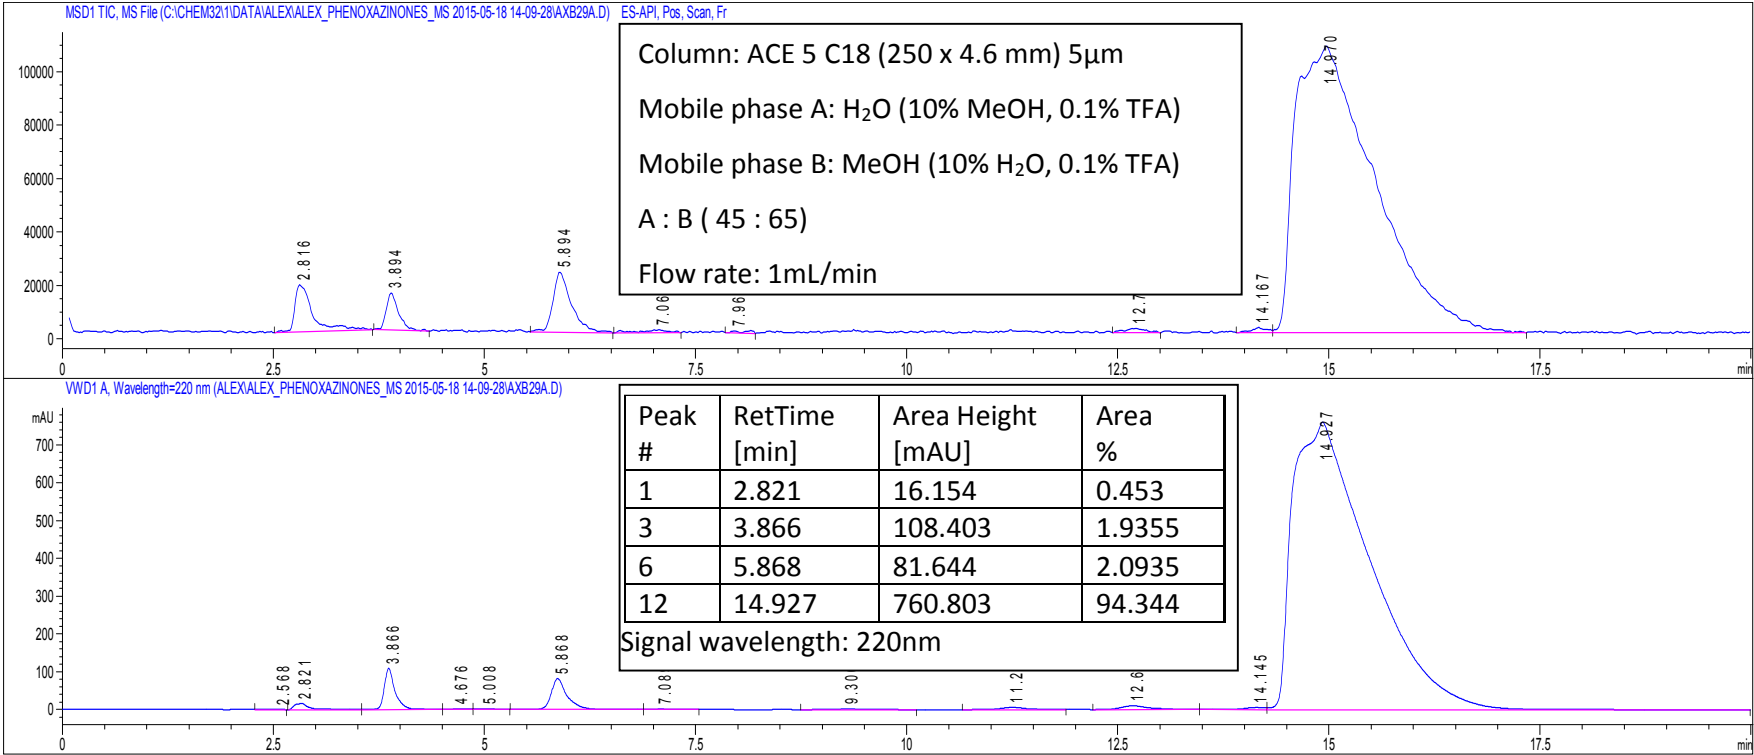 MSD1 TIC, MS File (C:\CHEM32\1\DATA\ALEX\ALEX_PHENOXAZINONES_MS 2015-05-18 14-09-28\AXB29A.D) ES-API, Pos, Scan, Fr
Column: ACE 5 C18 (250 x 4.6 mm) 5µm
Mobile phase A: H₂O (10% MeOH, 0.1% TFA)
Mobile phase B: MeOH (10% H₂O, 0.1% TFA)
A : B ( 45 : 65)
Flow rate: 1mL/min
100000
80000
60000
40000
20000
0
2.816
3.894
5.894
7.06
7.96
12.7
14.167
14.970
0 2.5 5 7.5 10 12.5 15 17.5 min
VWD1 A, Wavelength=220 nm (ALEX\ALEX_PHENOXAZINONES_MS 2015-05-18 14-09-28\AXB29A.D)
mAU
700
600
500
400
300
200
100
0
Peak # RetTime [min] Area Height [mAU] Area %
1 2.821 16.154 0.453
3 3.866 108.403 1.9355
6 5.868 81.644 2.0935
12 14.927 760.803 94.344
Signal wavelength: 220nm
2.568
2.821
3.866
4.676
5.008
5.868
7.08
9.30
11.2
12.6
14.145
14.927
0 2.5 5 7.5 10 12.5 15 17.5 min